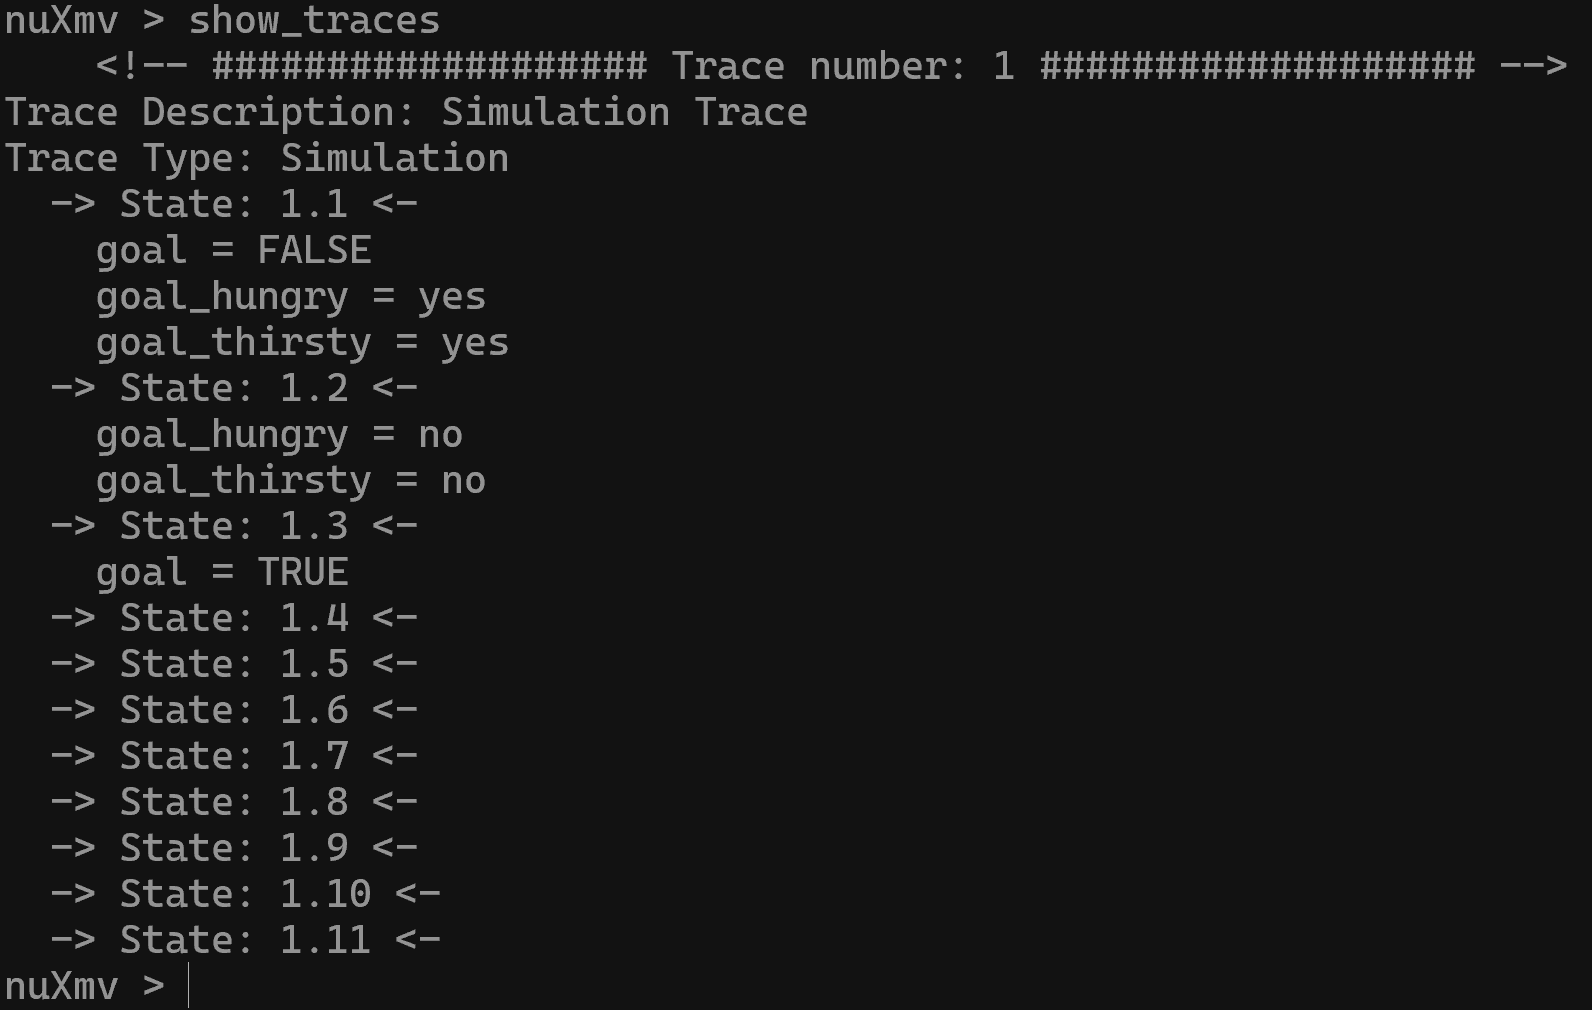 nuXmv > show_traces
<!-- ################### Trace number: 1 ################### -->
Trace Description: Simulation Trace
Trace Type: Simulation
-> State: 1.1 <-
goal = FALSE
goal_hungry = yes
goal_thirsty = yes
-> State: 1.2 <-
goal_hungry = no
goal_thirsty = no
-> State: 1.3 <-
goal = TRUE
-> State: 1.4 <-
-> State: 1.5 <-
-> State: 1.6 <-
-> State: 1.7 <-
-> State: 1.8 <-
-> State: 1.9 <-
-> State: 1.10 <-
-> State: 1.11 <-
nuXmv >